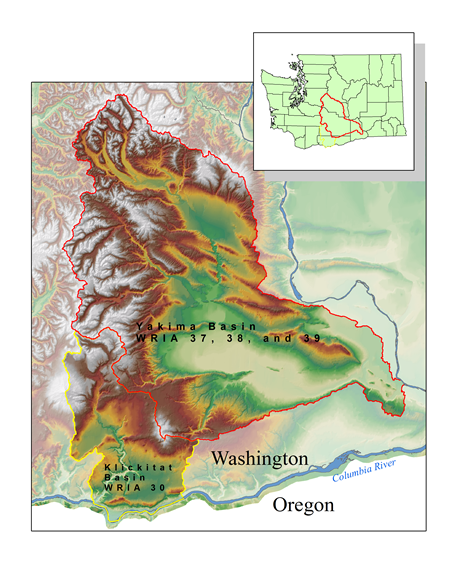 Yakima Basin
WRIA 37, 38, and 39
Klickitat
Basin
WRIA 30
Washington
Columbia River
Oregon